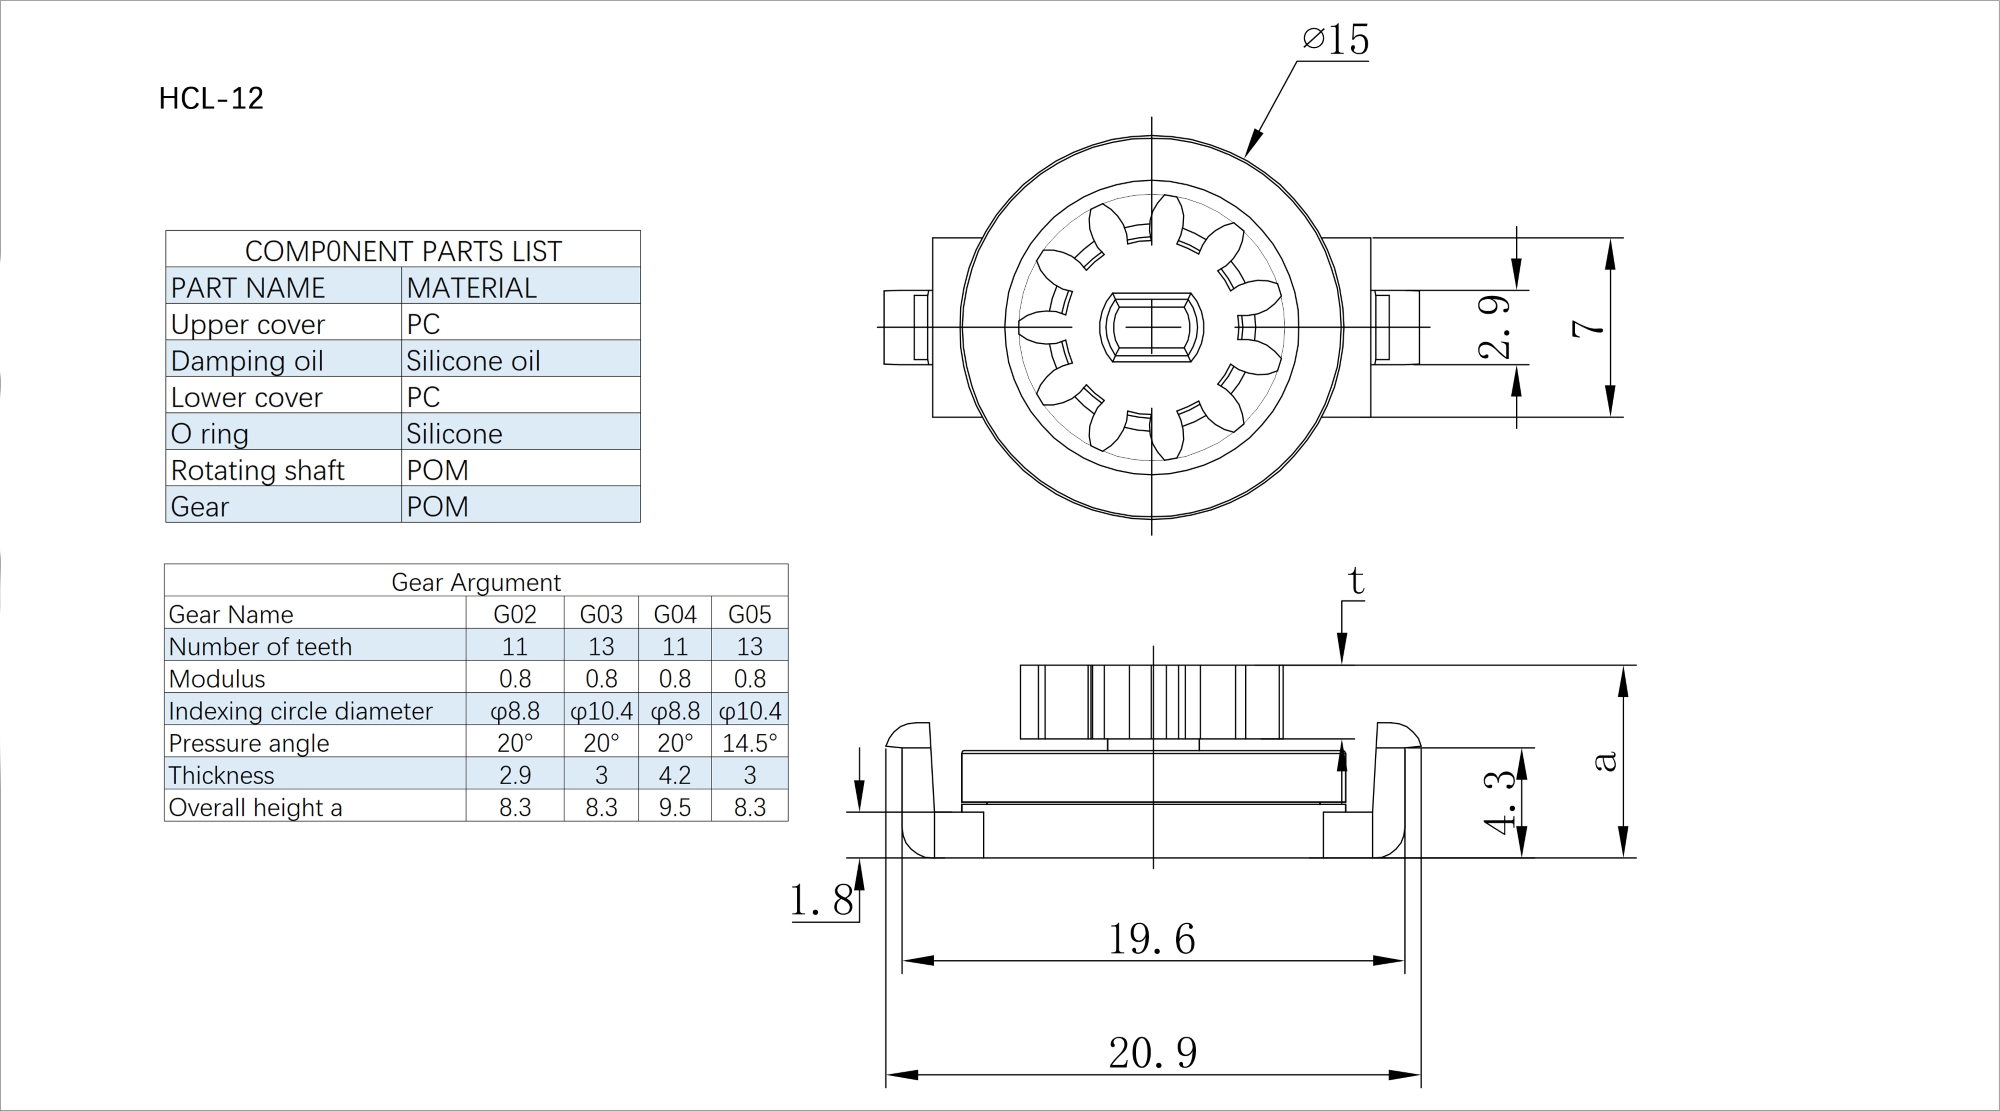 HCL-12
COMP0NENT PARTS LIST
PART NAME MATERIAL
Upper cover PC
Damping oil Silicone oil
Lower cover PC
O ring Silicone
Rotating shaft POM
Gear POM
Gear Argument
Gear Name G02 G03 G04 G05
Number of teeth 11 13 11 13
Modulus 0.8 0.8 0.8 0.8
Indexing circle diameter φ8.8 φ10.4 φ8.8 φ10.4
Pressure angle 20° 20° 20° 14.5°
Thickness 2.9 3 4.2 3
Overall height a 8.3 8.3 9.5 8.3
⌀15
2.9
7
t
a
4.3
1.8
19.6
20.9